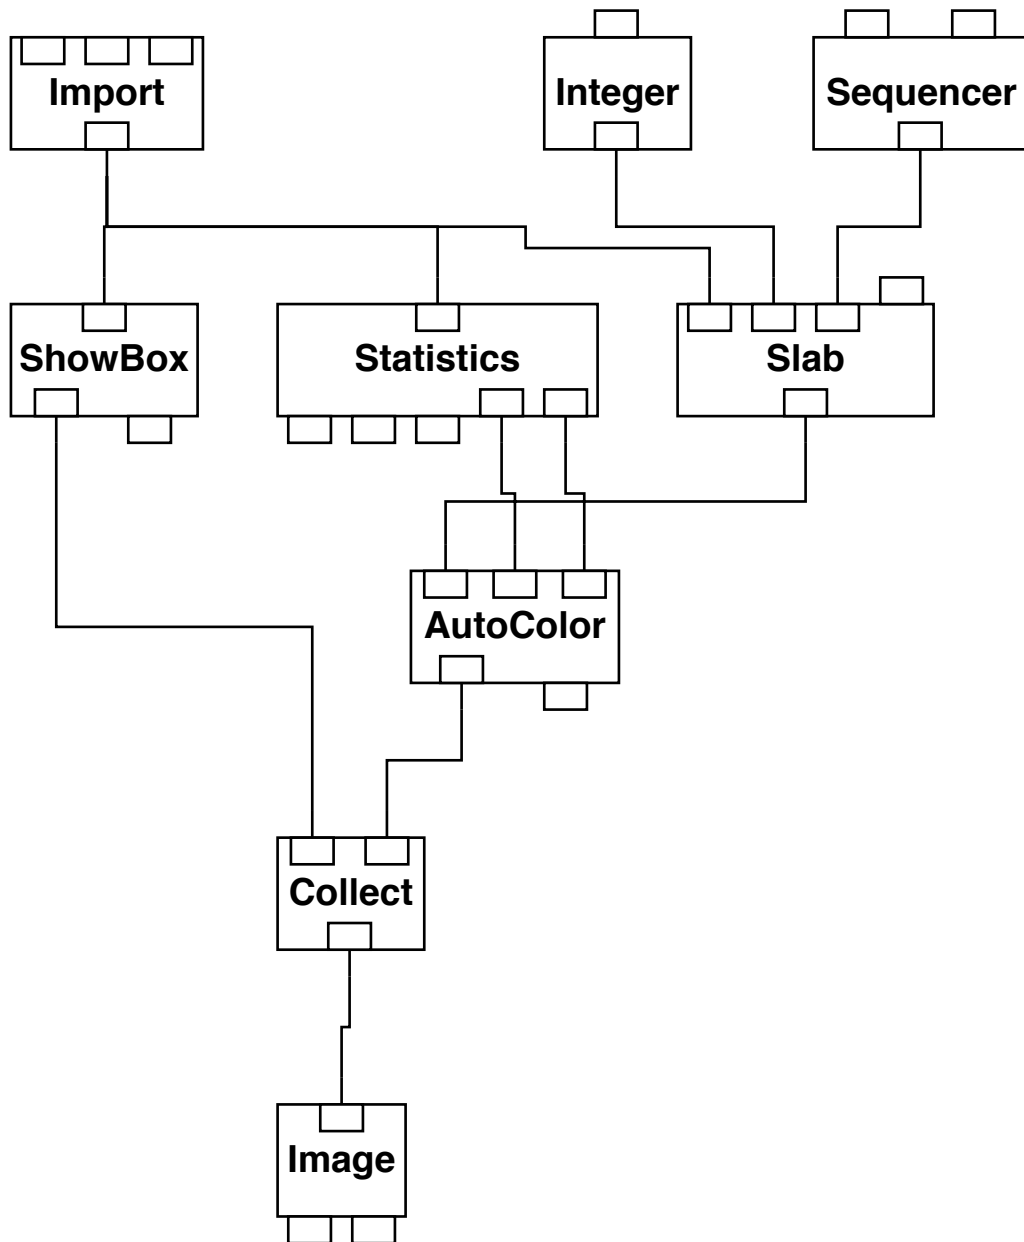 Import
Integer
Sequencer
ShowBox
Statistics
Slab
AutoColor
Collect
Image